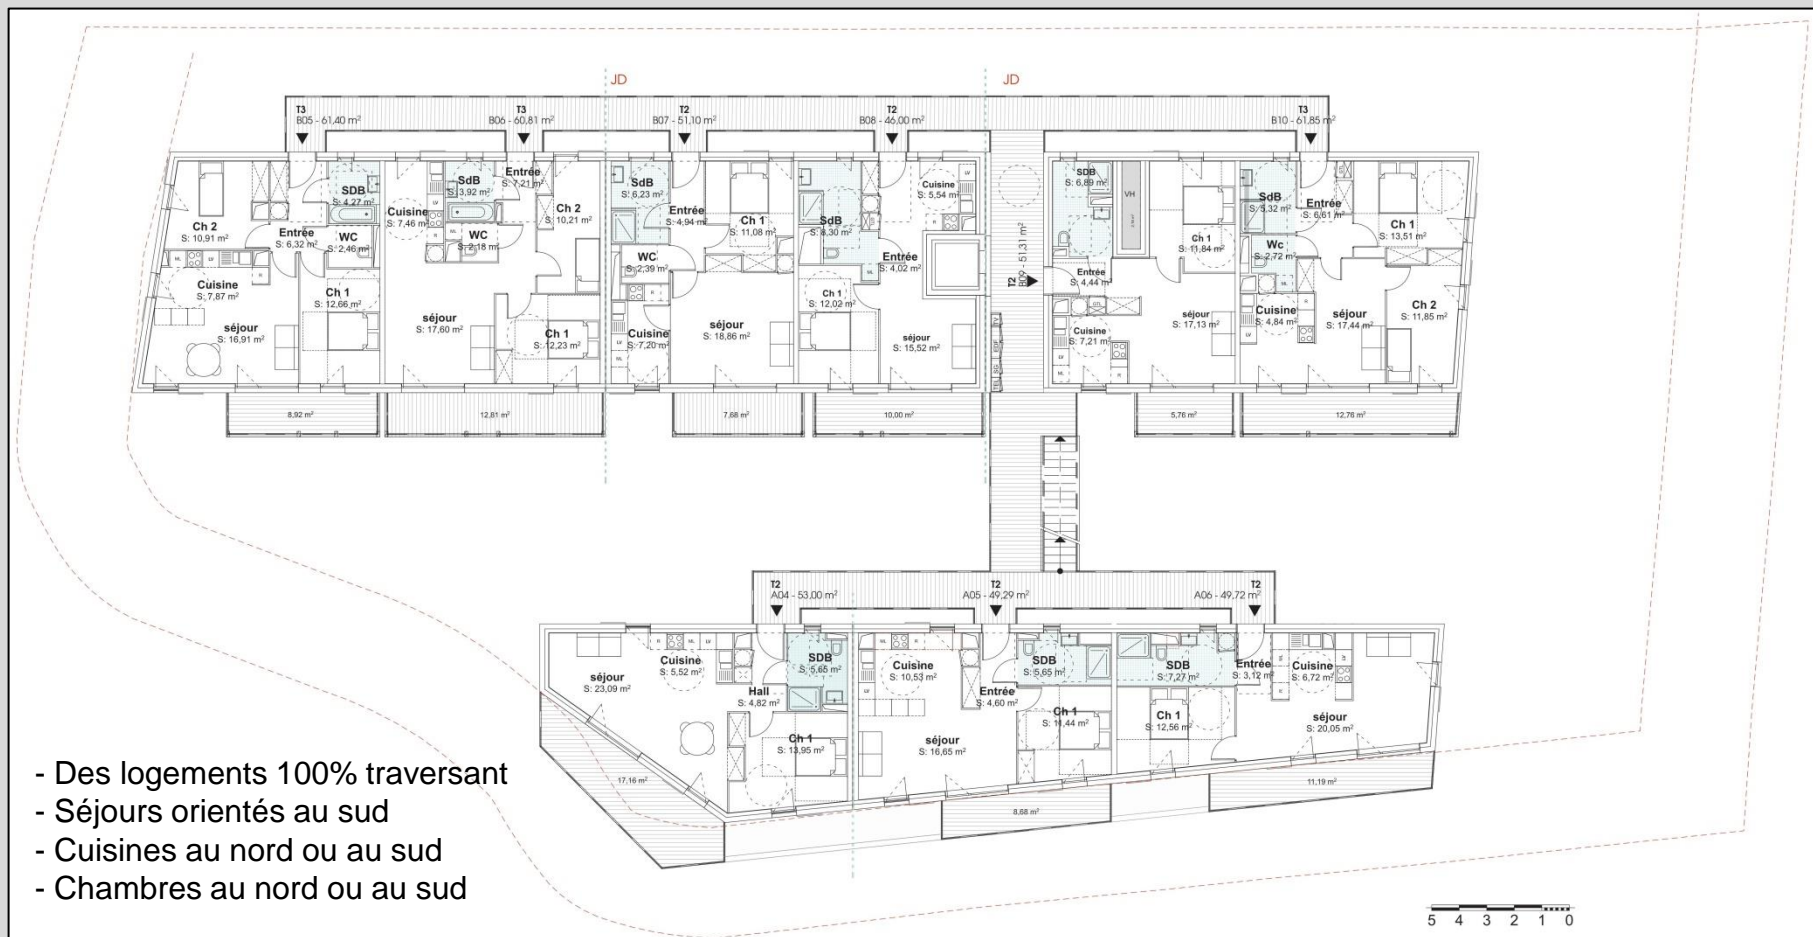 JD
JD
T3
B05 - 61,40 m²
T3
B06 - 60,81 m²
T2
B07 - 51,10 m²
T2
B08 - 46,00 m²
T3
B10 - 61,85 m²
T2
B09 - 51,31 m²
Ch 2
S: 10,91 m²
SDB
S: 4,27 m²
Entrée
S: 6,32 m²
WC
S: 2,46 m²
Cuisine
S: 7,87 m²
Ch 1
S: 12,66 m²
séjour
S: 16,91 m²
8,92 m²
Cuisine
S: 7,46 m²
SdB
S: 3,92 m²
Entrée
S: 7,21 m²
Ch 2
S: 10,21 m²
WC
S: 2,18 m²
séjour
S: 17,60 m²
Ch 1
S: 12,23 m²
12,81 m²
SdB
S: 6,23 m²
Entrée
S: 4,94 m²
Ch 1
S: 11,08 m²
WC
S: 2,39 m²
Cuisine
S: 7,20 m²
séjour
S: 18,86 m²
7,68 m²
Cuisine
S: 5,54 m²
SdB
S: 8,30 m²
Entrée
S: 4,02 m²
Ch 1
S: 12,02 m²
séjour
S: 15,52 m²
10,00 m²
TV
EDF
SG
TEL
SDB
S: 6,89 m²
VH
Ch 1
S: 11,84 m²
Entrée
S: 4,44 m²
Cuisine
S: 7,21 m²
séjour
S: 17,13 m²
5,76 m²
SdB
S: 5,32 m²
Entrée
S: 6,61 m²
Ch 1
S: 13,51 m²
Wc
S: 2,72 m²
Cuisine
S: 4,84 m²
séjour
S: 17,44 m²
Ch 2
S: 11,85 m²
12,76 m²
T2
A04 - 53,00 m²
T2
A05 - 49,29 m²
T2
A06 - 49,72 m²
séjour
S: 23,09 m²
Cuisine
S: 5,52 m²
SDB
S: 5,65 m²
Hall
S: 4,82 m²
Ch 1
S: 13,95 m²
17,16 m²
Cuisine
S: 10,53 m²
SDB
S: 5,65 m²
Entrée
S: 4,60 m²
Ch 1
S: 11,44 m²
séjour
S: 16,65 m²
8,68 m²
SDB
S: 7,27 m²
Entrée
S: 3,12 m²
Cuisine
S: 6,72 m²
Ch 1
S: 12,56 m²
séjour
S: 20,05 m²
11,19 m²
- Des logements 100% traversant
- Séjours orientés au sud
- Cuisines au nord ou au sud
- Chambres au nord ou au sud
5 4 3 2 1 0